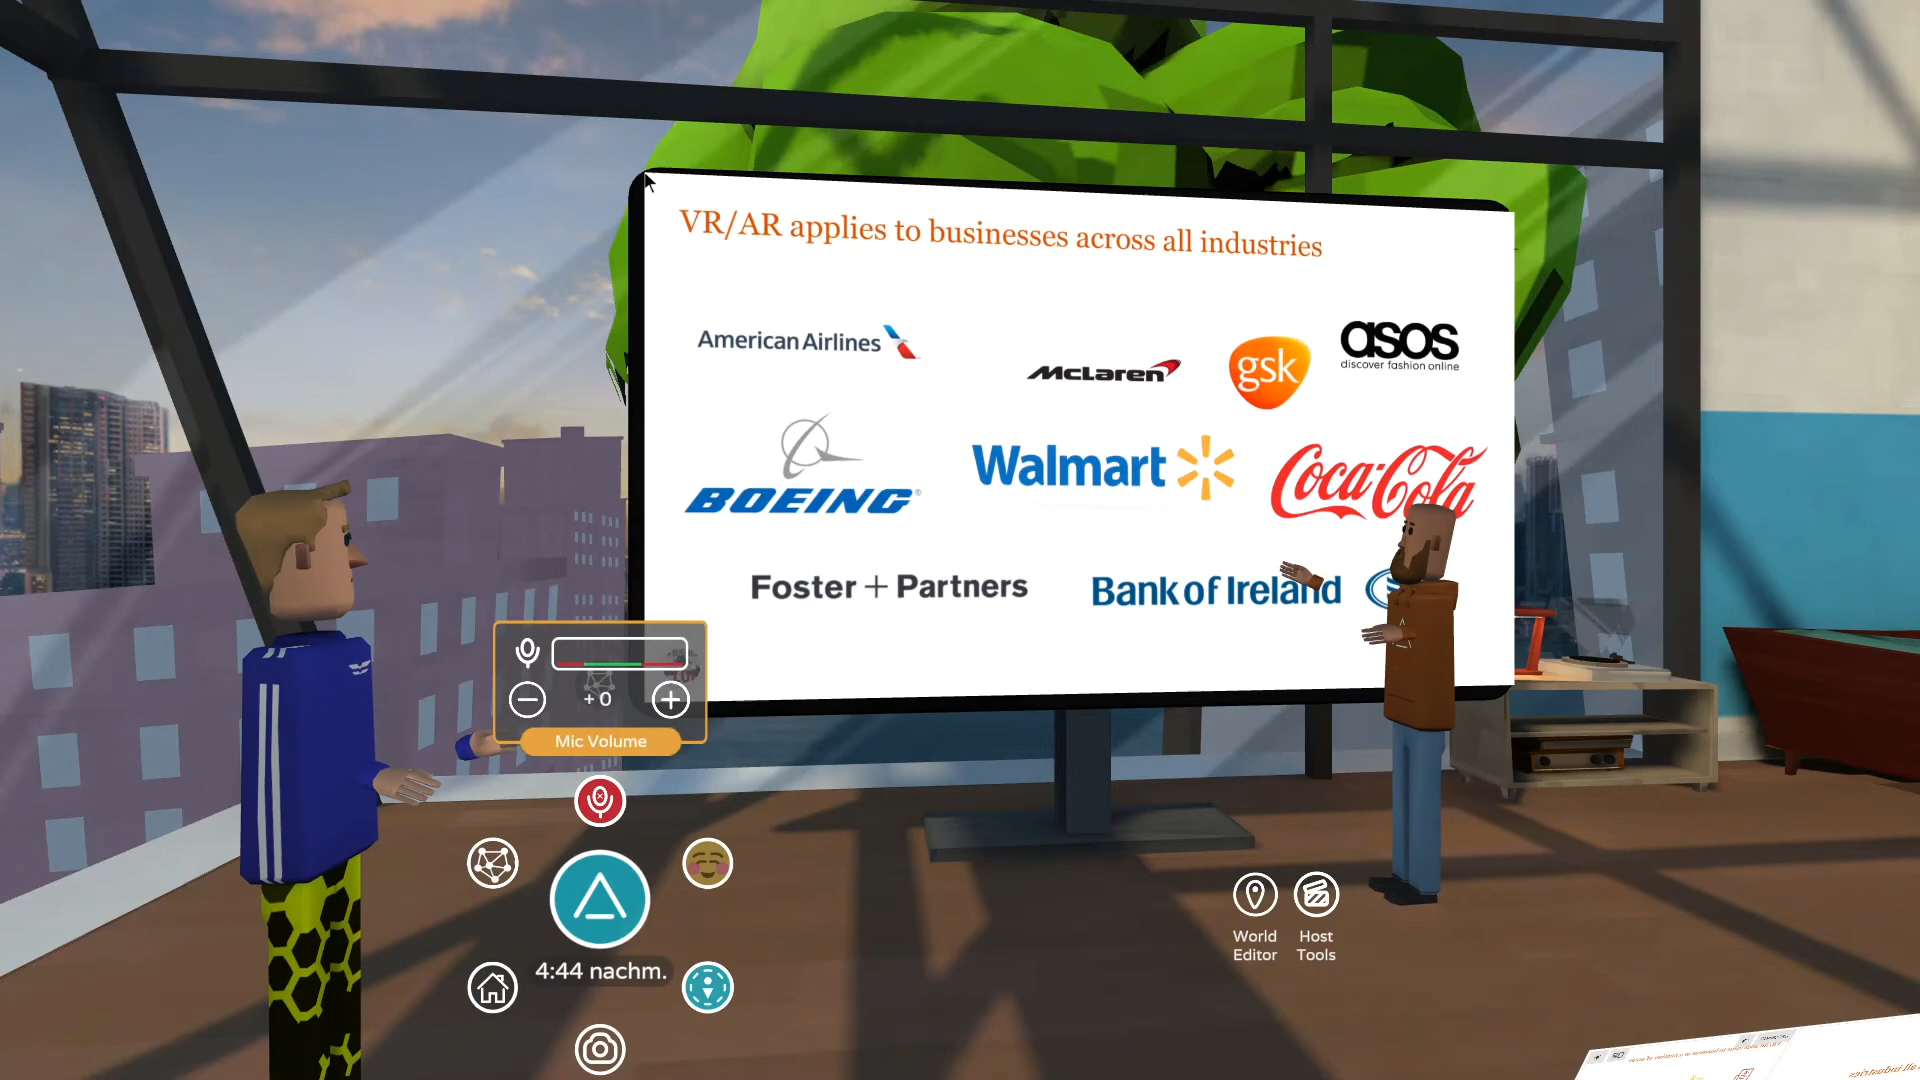 VR/AR applies to businesses across all industries
American Airlines
McLaren
gsk
asos
discover fashion online
BOEING®
Walmart
Coca-Cola
Foster + Partners
Bank of Ireland
+0
Mic Volume
4:44 nachm.
World
Editor
Host
Tools